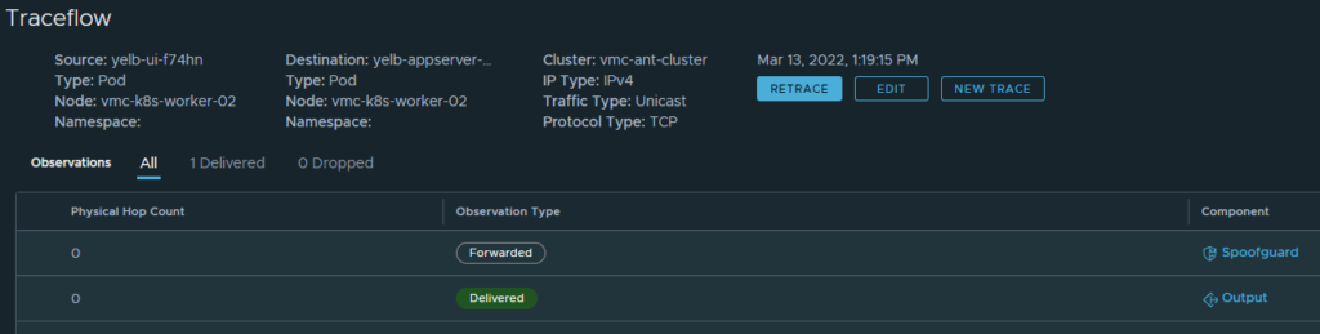 Traceflow
Source: yelb-ui-f74hn
Type: Pod
Node: vmc-k8s-worker-02
Namespace:
Destination: yelb-appserver-...
Type: Pod
Node: vmc-k8s-worker-02
Namespace:
Cluster: vmc-ant-cluster
IP Type: IPv4
Traffic Type: Unicast
Protocol Type: TCP
Mar 13, 2022, 1:19:15 PM
RETRACE EDIT NEW TRACE
Observations All 1 Delivered 0 Dropped
Physical Hop Count Observation Type Component
0 Forwarded Spoofguard
0 Delivered Output